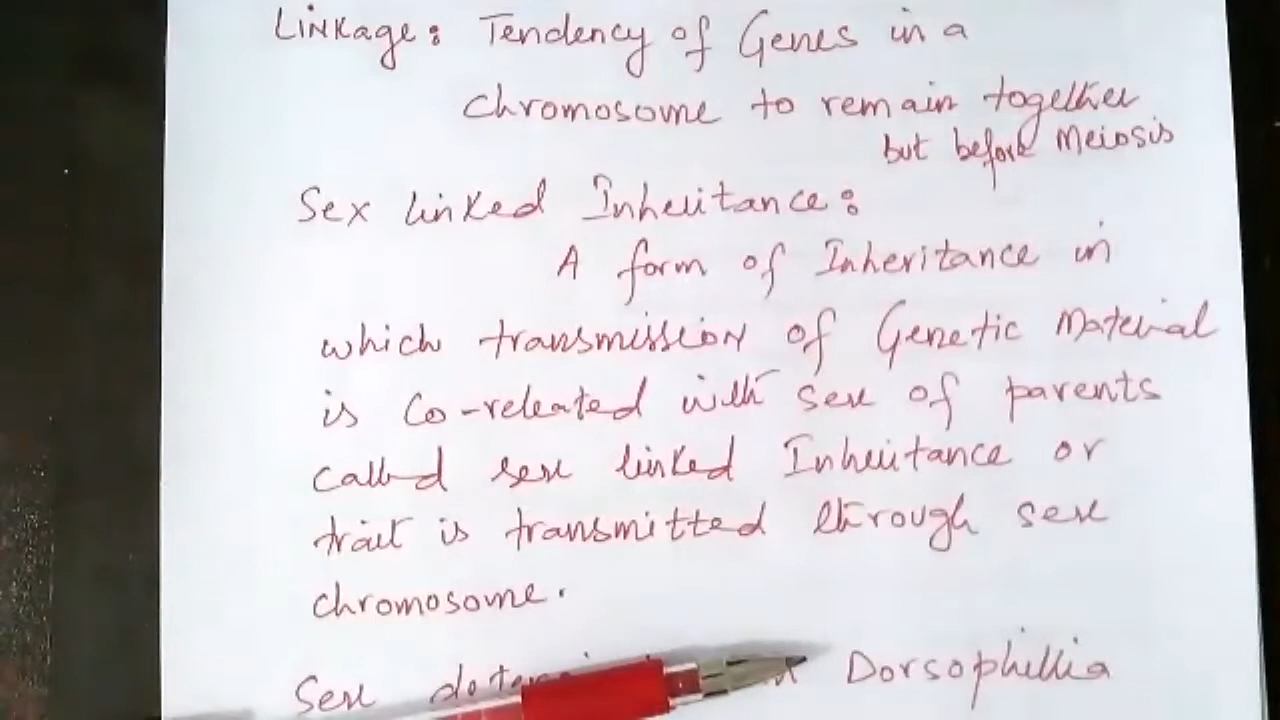 Linkage: Tendency of Genes in a
chromosome to remain together
but before Meiosis
Sex linked Inheritance:
A form of Inheritance in
which transmission of Genetic Material
is co-releated with sex of parents
called sex linked Inheritance or
trait is transmitted through sex
chromosome.
Sex Dorsophillia